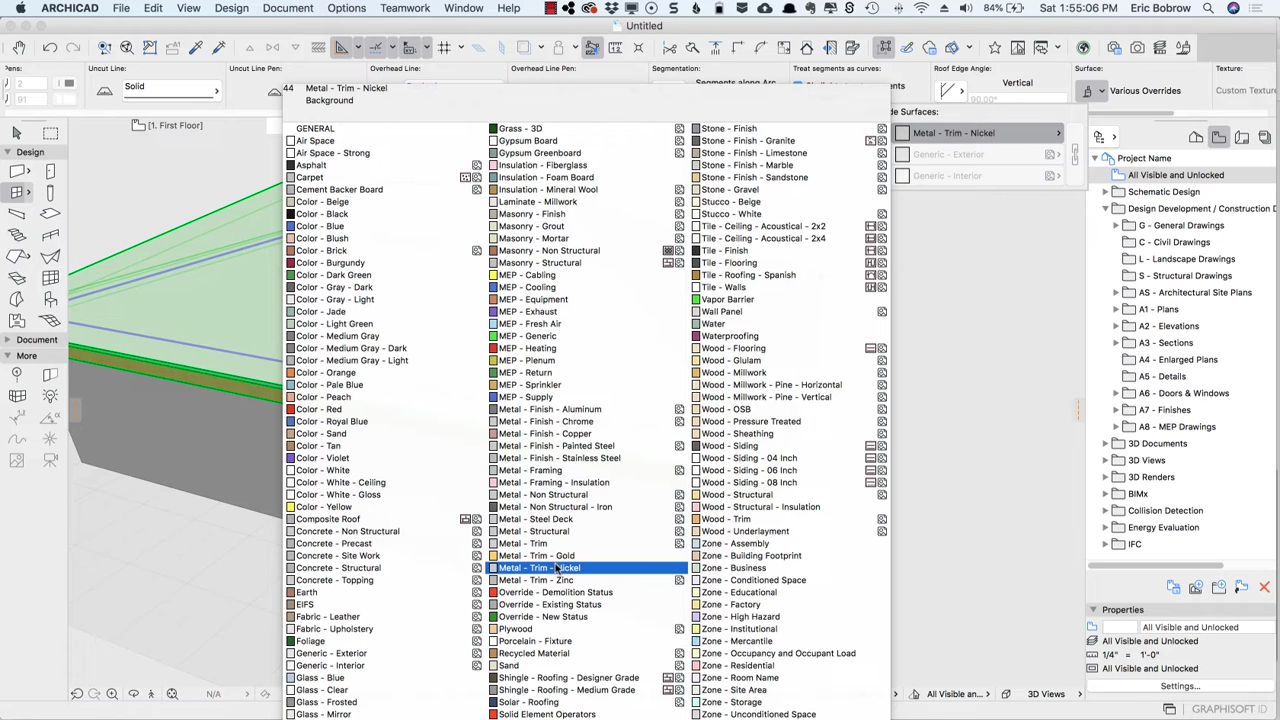 ARCHICAD File Edit View Design Document Options Teamwork Window Help 84% Sat 1:55:06 PM Eric Bobrow
Untitled
Pens: Uncut Line: Uncut Line Pen: Overhead Line: Overhead Line Pen: Segmentation: Treat segments as curves: Roof Edge Angle: Surface: Texture:
2
91
Solid
Segments along Arc
Vertical
90.00°
Various Overrides
Custom Texture
[1. First Floor]
Design
Document
More
44 Metal - Trim - Nickel
Background
GENERAL
Air Space
Air Space - Strong
Asphalt
Carpet
Cement Backer Board
Color - Beige
Color - Black
Color - Blue
Color - Blush
Color - Brick
Color - Burgundy
Color - Dark Green
Color - Gray - Dark
Color - Gray - Light
Color - Jade
Color - Light Green
Color - Medium Gray
Color - Medium Gray - Dark
Color - Medium Gray - Light
Color - Orange
Color - Pale Blue
Color - Peach
Color - Red
Color - Royal Blue
Color - Sand
Color - Tan
Color - Violet
Color - White
Color - White - Ceiling
Color - White - Gloss
Color - Yellow
Composite Roof
Concrete - Non Structural
Concrete - Precast
Concrete - Site Work
Concrete - Structural
Concrete - Topping
Earth
EIFS
Fabric - Leather
Fabric - Upholstery
Foliage
Generic - Exterior
Generic - Interior
Glass - Blue
Glass - Clear
Glass - Frosted
Glass - Mirror
Grass - 3D
Gypsum Board
Gypsum Greenboard
Insulation - Fiberglass
Insulation - Foam Board
Insulation - Mineral Wool
Laminate - Millwork
Masonry - Finish
Masonry - Grout
Masonry - Mortar
Masonry - Non Structural
Masonry - Structural
MEP - Cabling
MEP - Cooling
MEP - Equipment
MEP - Exhaust
MEP - Fresh Air
MEP - Generic
MEP - Heating
MEP - Plenum
MEP - Return
MEP - Sprinkler
MEP - Supply
Metal - Finish - Aluminum
Metal - Finish - Chrome
Metal - Finish - Copper
Metal - Finish - Painted Steel
Metal - Finish - Stainless Steel
Metal - Framing
Metal - Framing - Insulation
Metal - Non Structural
Metal - Non Structural - Iron
Metal - Steel Deck
Metal - Structural
Metal - Trim
Metal - Trim - Gold
Metal - Trim - Nickel
Metal - Trim - Zinc
Override - Demolition Status
Override - Existing Status
Override - New Status
Plywood
Porcelain - Fixture
Recycled Material
Sand
Shingle - Roofing - Designer Grade
Shingle - Roofing - Medium Grade
Solar - Roofing
Solid Element Operators
Stone - Finish
Stone - Finish - Granite
Stone - Finish - Limestone
Stone - Finish - Marble
Stone - Finish - Sandstone
Stone - Gravel
Stucco - Beige
Stucco - White
Tile - Ceiling - Acoustical - 2x2
Tile - Ceiling - Acoustical - 2x4
Tile - Finish
Tile - Flooring
Tile - Roofing - Spanish
Tile - Walls
Vapor Barrier
Wall Panel
Water
Waterproofing
Wood - Flooring
Wood - Glulam
Wood - Millwork
Wood - Millwork - Pine - Horizontal
Wood - Millwork - Pine - Vertical
Wood - OSB
Wood - Pressure Treated
Wood - Sheathing
Wood - Siding
Wood - Siding - 04 Inch
Wood - Siding - 06 Inch
Wood - Siding - 08 Inch
Wood - Structural
Wood - Structural - Insulation
Wood - Trim
Wood - Underlayment
Zone - Assembly
Zone - Building Footprint
Zone - Business
Zone - Conditioned Space
Zone - Educational
Zone - Factory
Zone - High Hazard
Zone - Institutional
Zone - Mercantile
Zone - Occupancy and Occupant Load
Zone - Residential
Zone - Room Name
Zone - Site Area
Zone - Storage
Zone - Unconditioned Space
de Surfaces:
Metal - Trim - Nickel
Generic - Exterior
Generic - Interior
Project Name
All Visible and Unlocked
Schematic Design
Design Development / Construction D
G - General Drawings
C - Civil Drawings
L - Landscape Drawings
S - Structural Drawings
AS - Architectural Site Plans
A1 - Plans
A2 - Elevations
A3 - Sections
A4 - Enlarged Plans
A5 - Details
A6 - Doors & Windows
A7 - Finishes
A8 - MEP Drawings
3D Documents
3D Views
3D Renders
BIMx
Collision Detection
Energy Evaluation
IFC
Properties
All Visible and Unlocked
All Visible and Unlocked
1/4" = 1'-0"
All Visible and Unlocked
Settings...
N/A
All Visible an...
3D Views
GRAPHISOFT ID